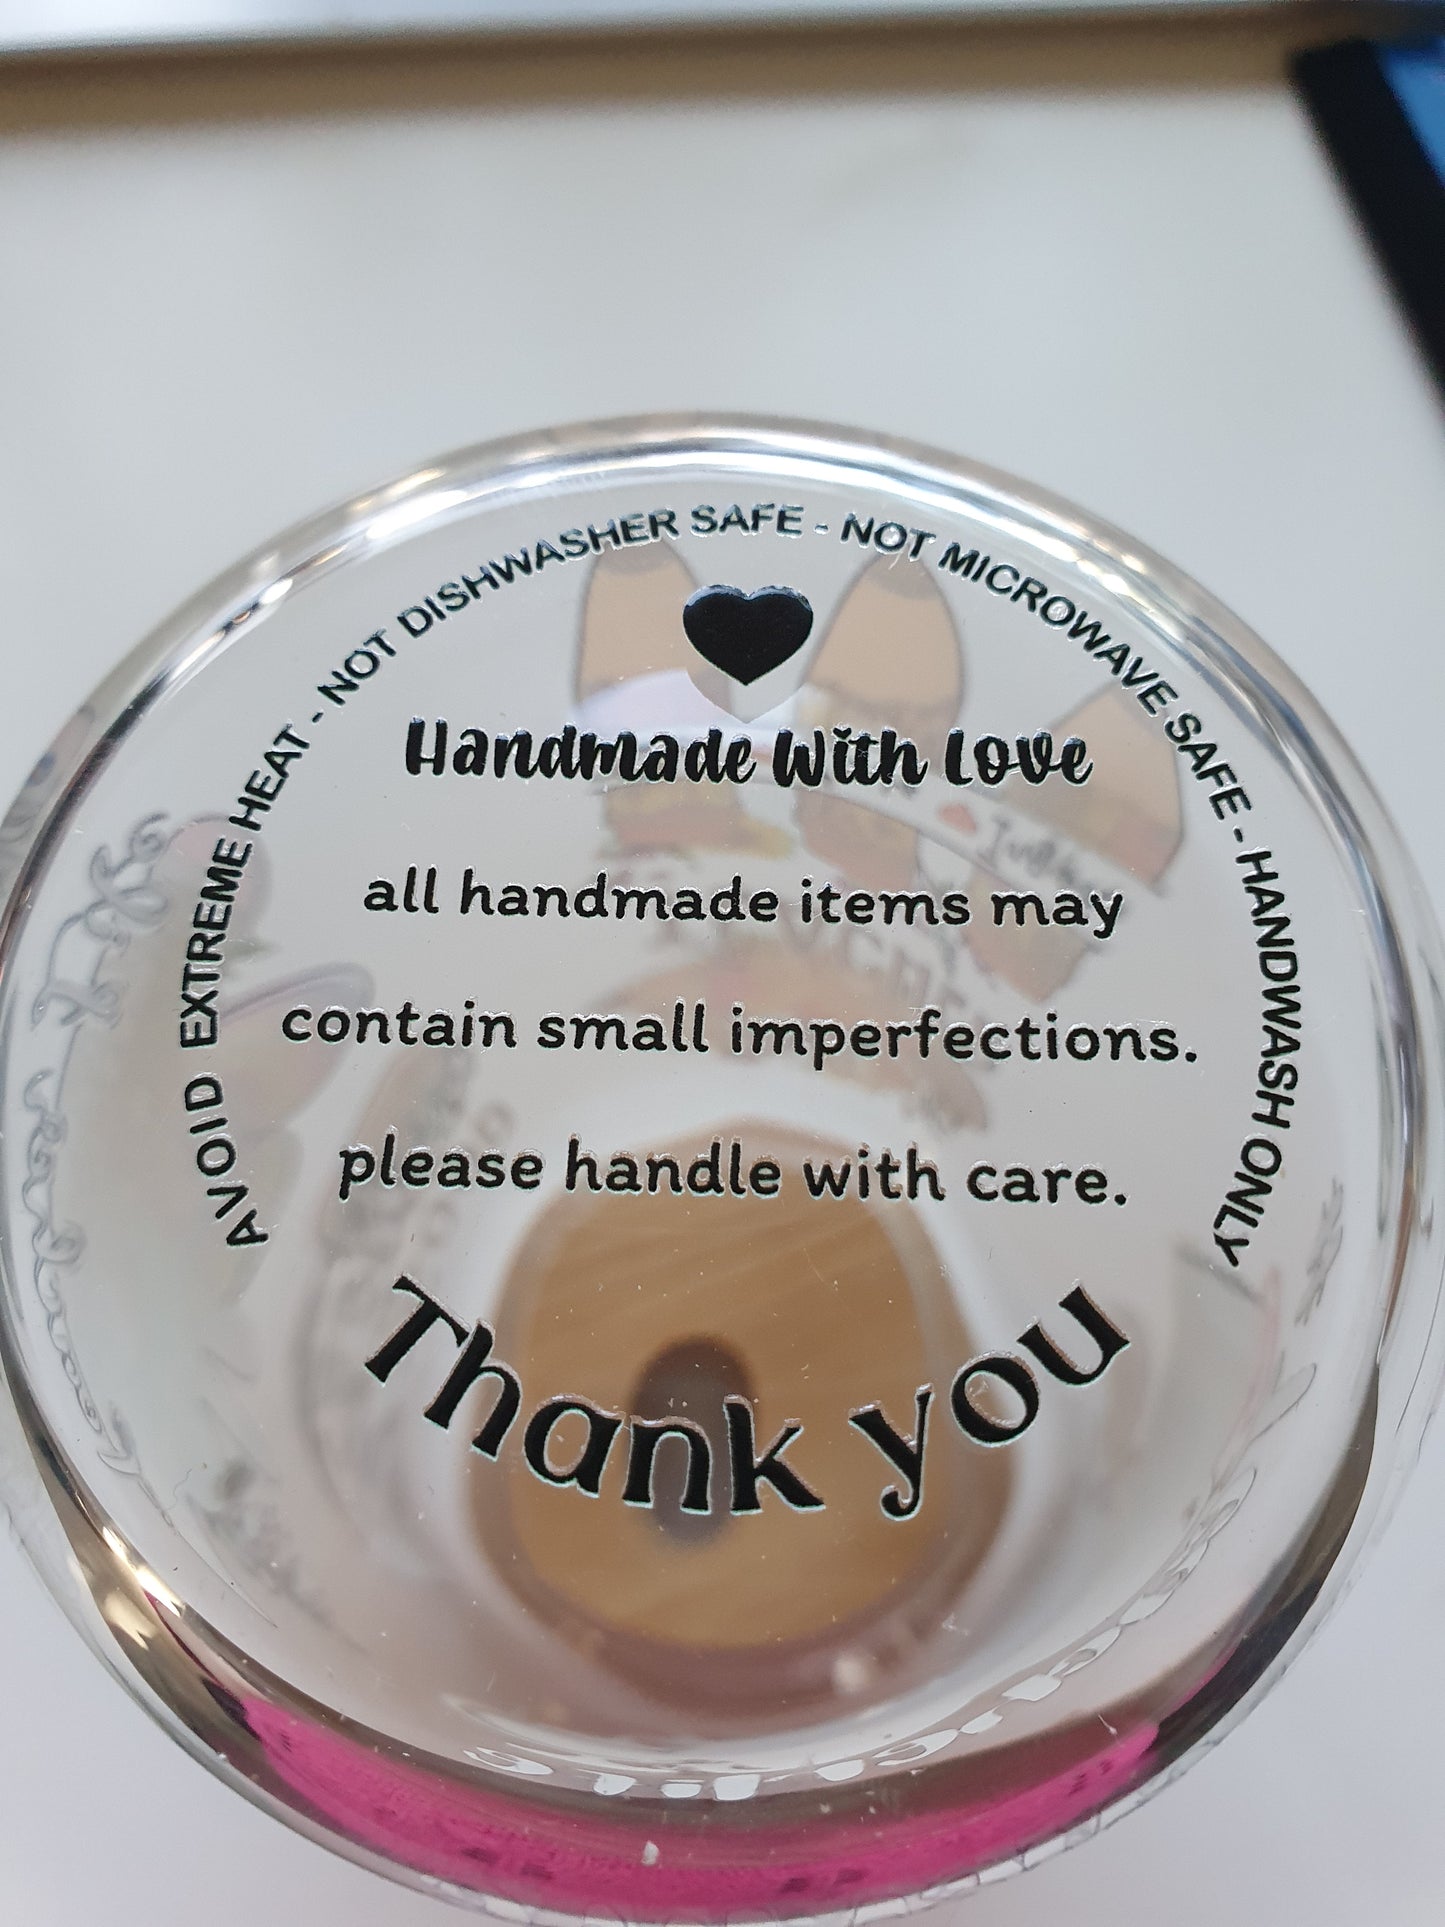 AVOID EXTREME HEAT - NOT DISHWASHER SAFE - NOT MICROWAVE SAFE - HANDWASH ONLY
Handmade With Love
all handmade items may
contain small imperfections.
please handle with care.
Thank you